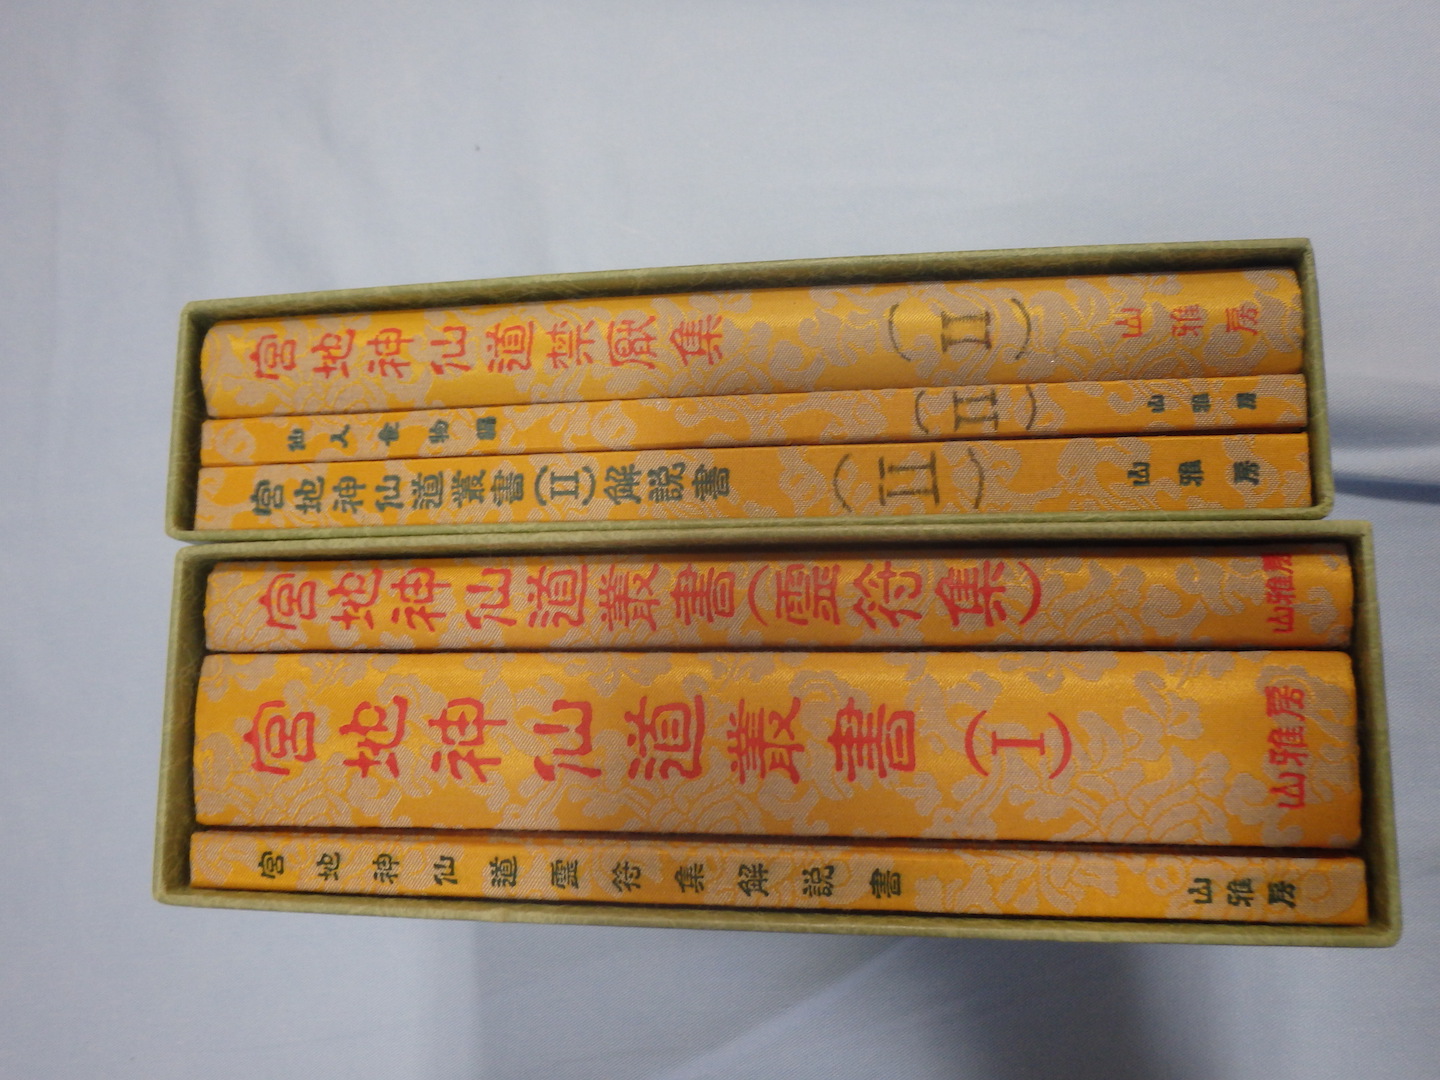 宮地神仙道禁厭集
(II)
山雅房
仙人食物編
(II)
山雅房
宮地神仙道叢書(II)解説書
(II)
山雅房
宮地神仙道叢書(靈符集)
山雅房
宮地神仙道叢書(I)
山雅房
宮地神仙道靈符集解説書
山雅房